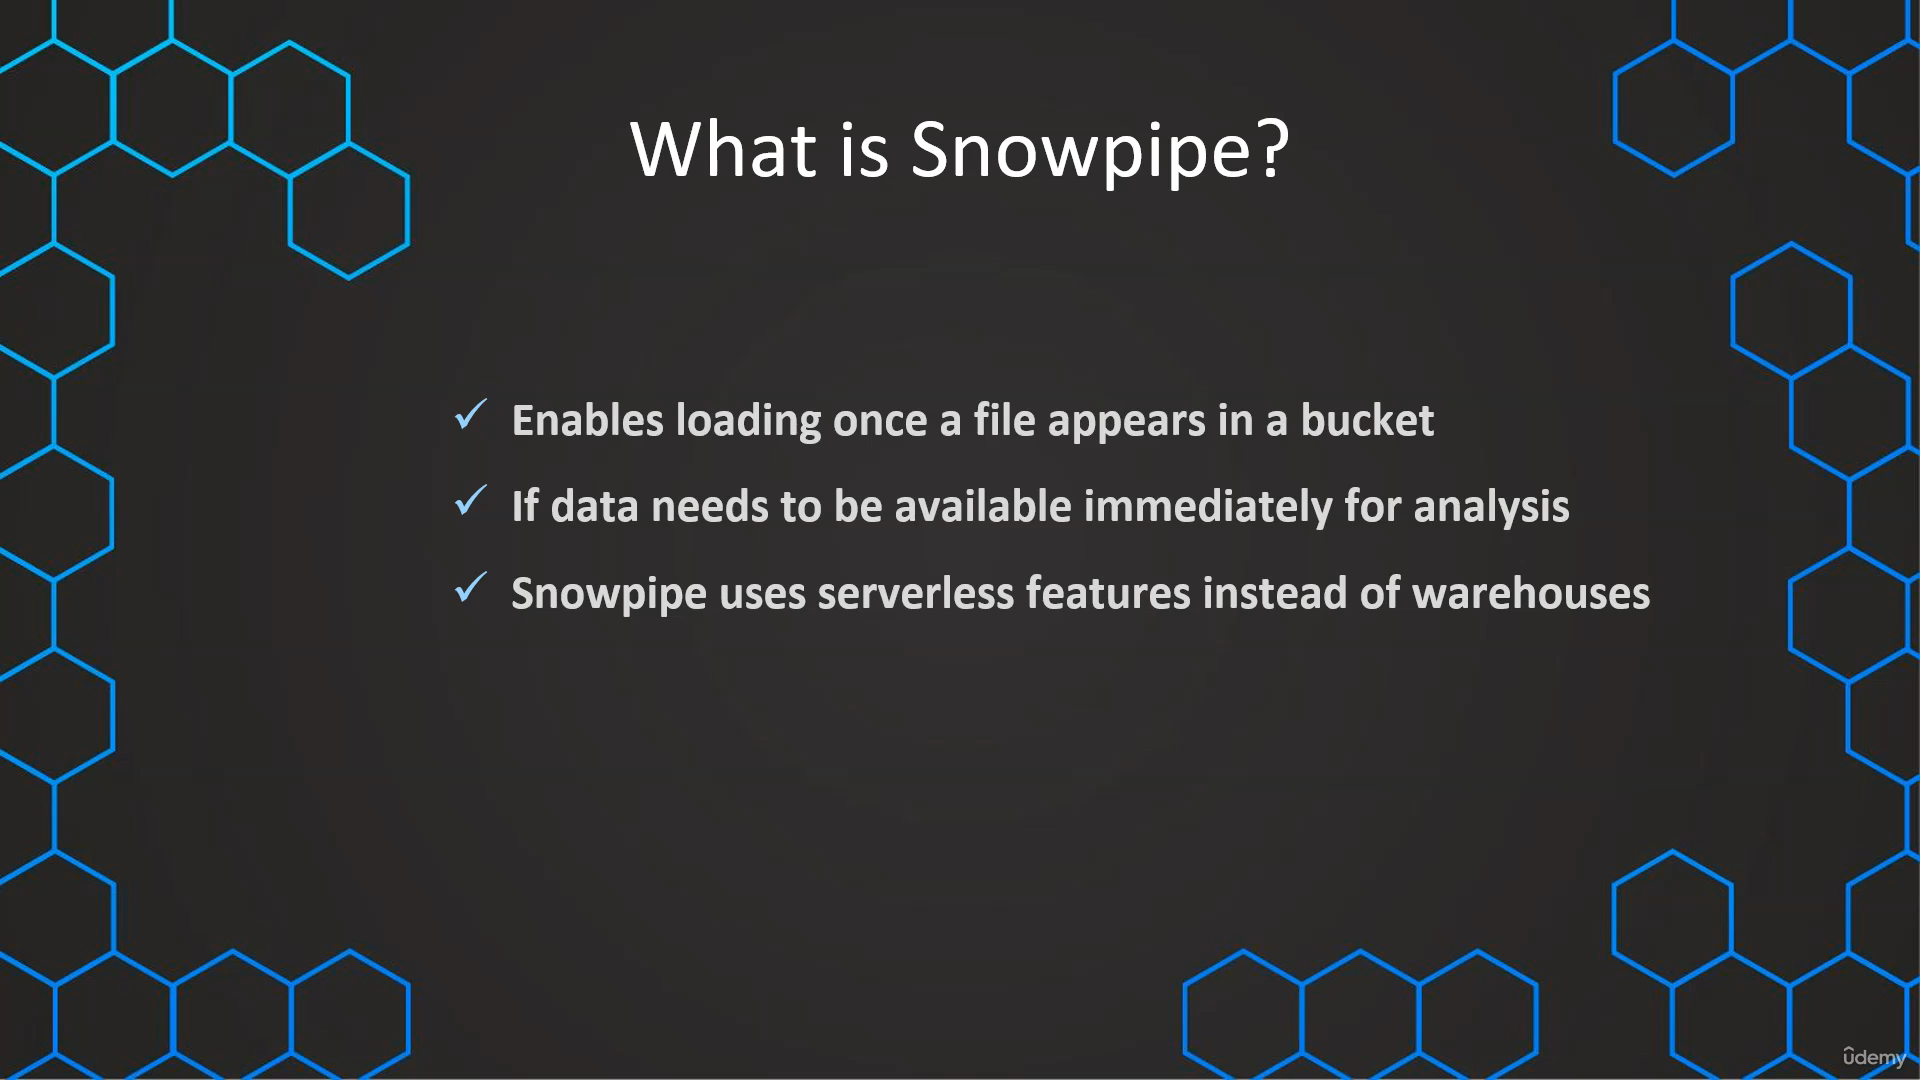 What is Snowpipe?
✓ Enables loading once a file appears in a bucket
✓ If data needs to be available immediately for analysis
✓ Snowpipe uses serverless features instead of warehouses
ûdemy